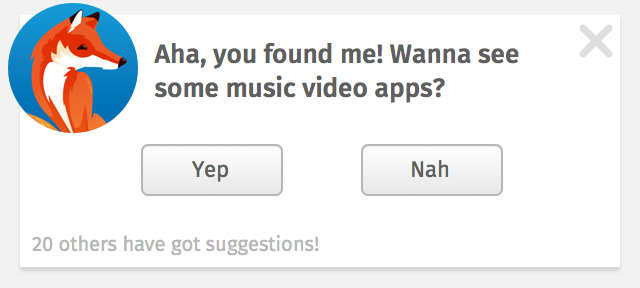 Aha, you found me! Wanna see
some music video apps?
Yep
Nah
20 others have got suggestions!